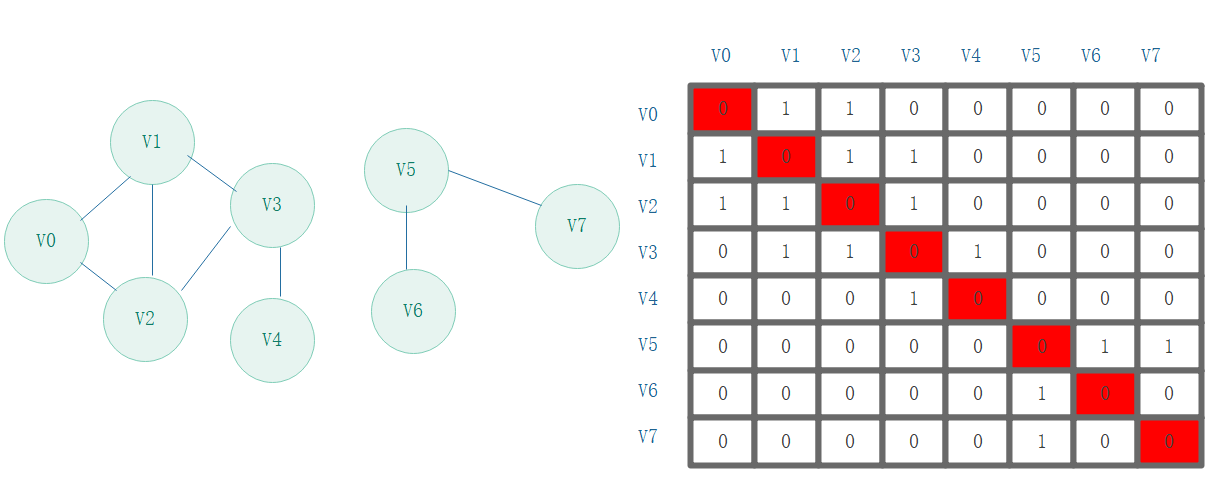 V1
V3
V0
V2
V4
V5
V7
V6
V0 V1 V2 V3 V4 V5 V6 V7
V0 0 1 1 0 0 0 0 0
V1 1 0 1 1 0 0 0 0
V2 1 1 0 1 0 0 0 0
V3 0 1 1 0 1 0 0 0
V4 0 0 0 1 0 0 0 0
V5 0 0 0 0 0 0 1 1
V6 0 0 0 0 0 1 0 0
V7 0 0 0 0 0 1 0 0